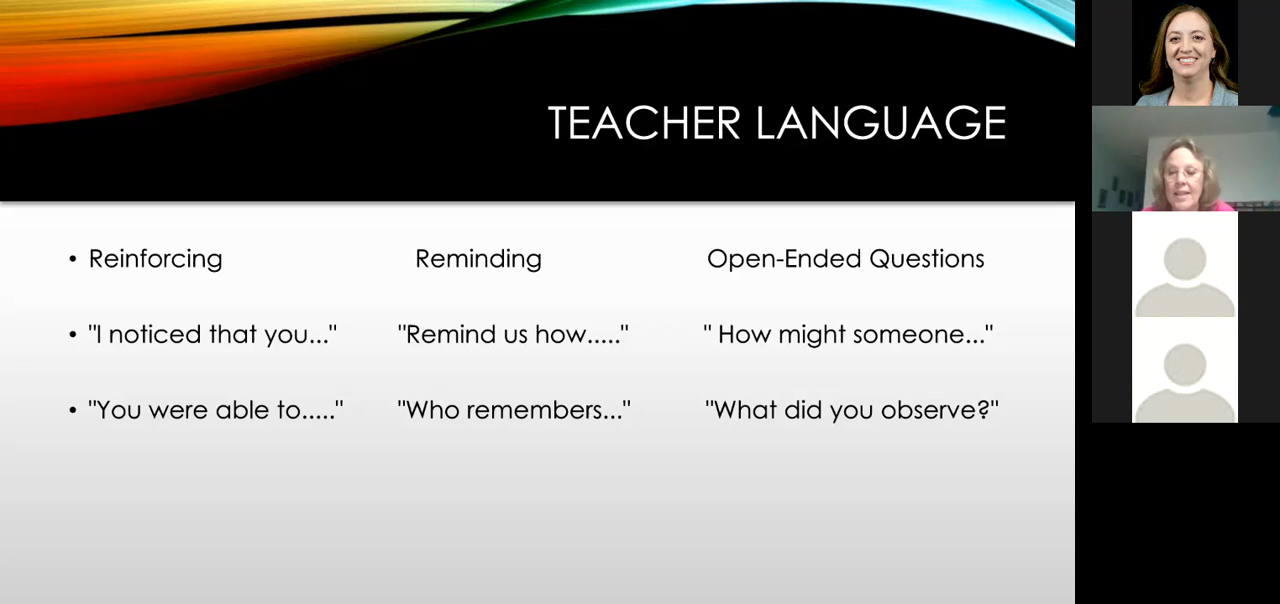 TEACHER LANGUAGE
• Reinforcing Reminding Open-Ended Questions
• "I noticed that you..." "Remind us how....." " How might someone..."
• "You were able to....." "Who remembers..." "What did you observe?"